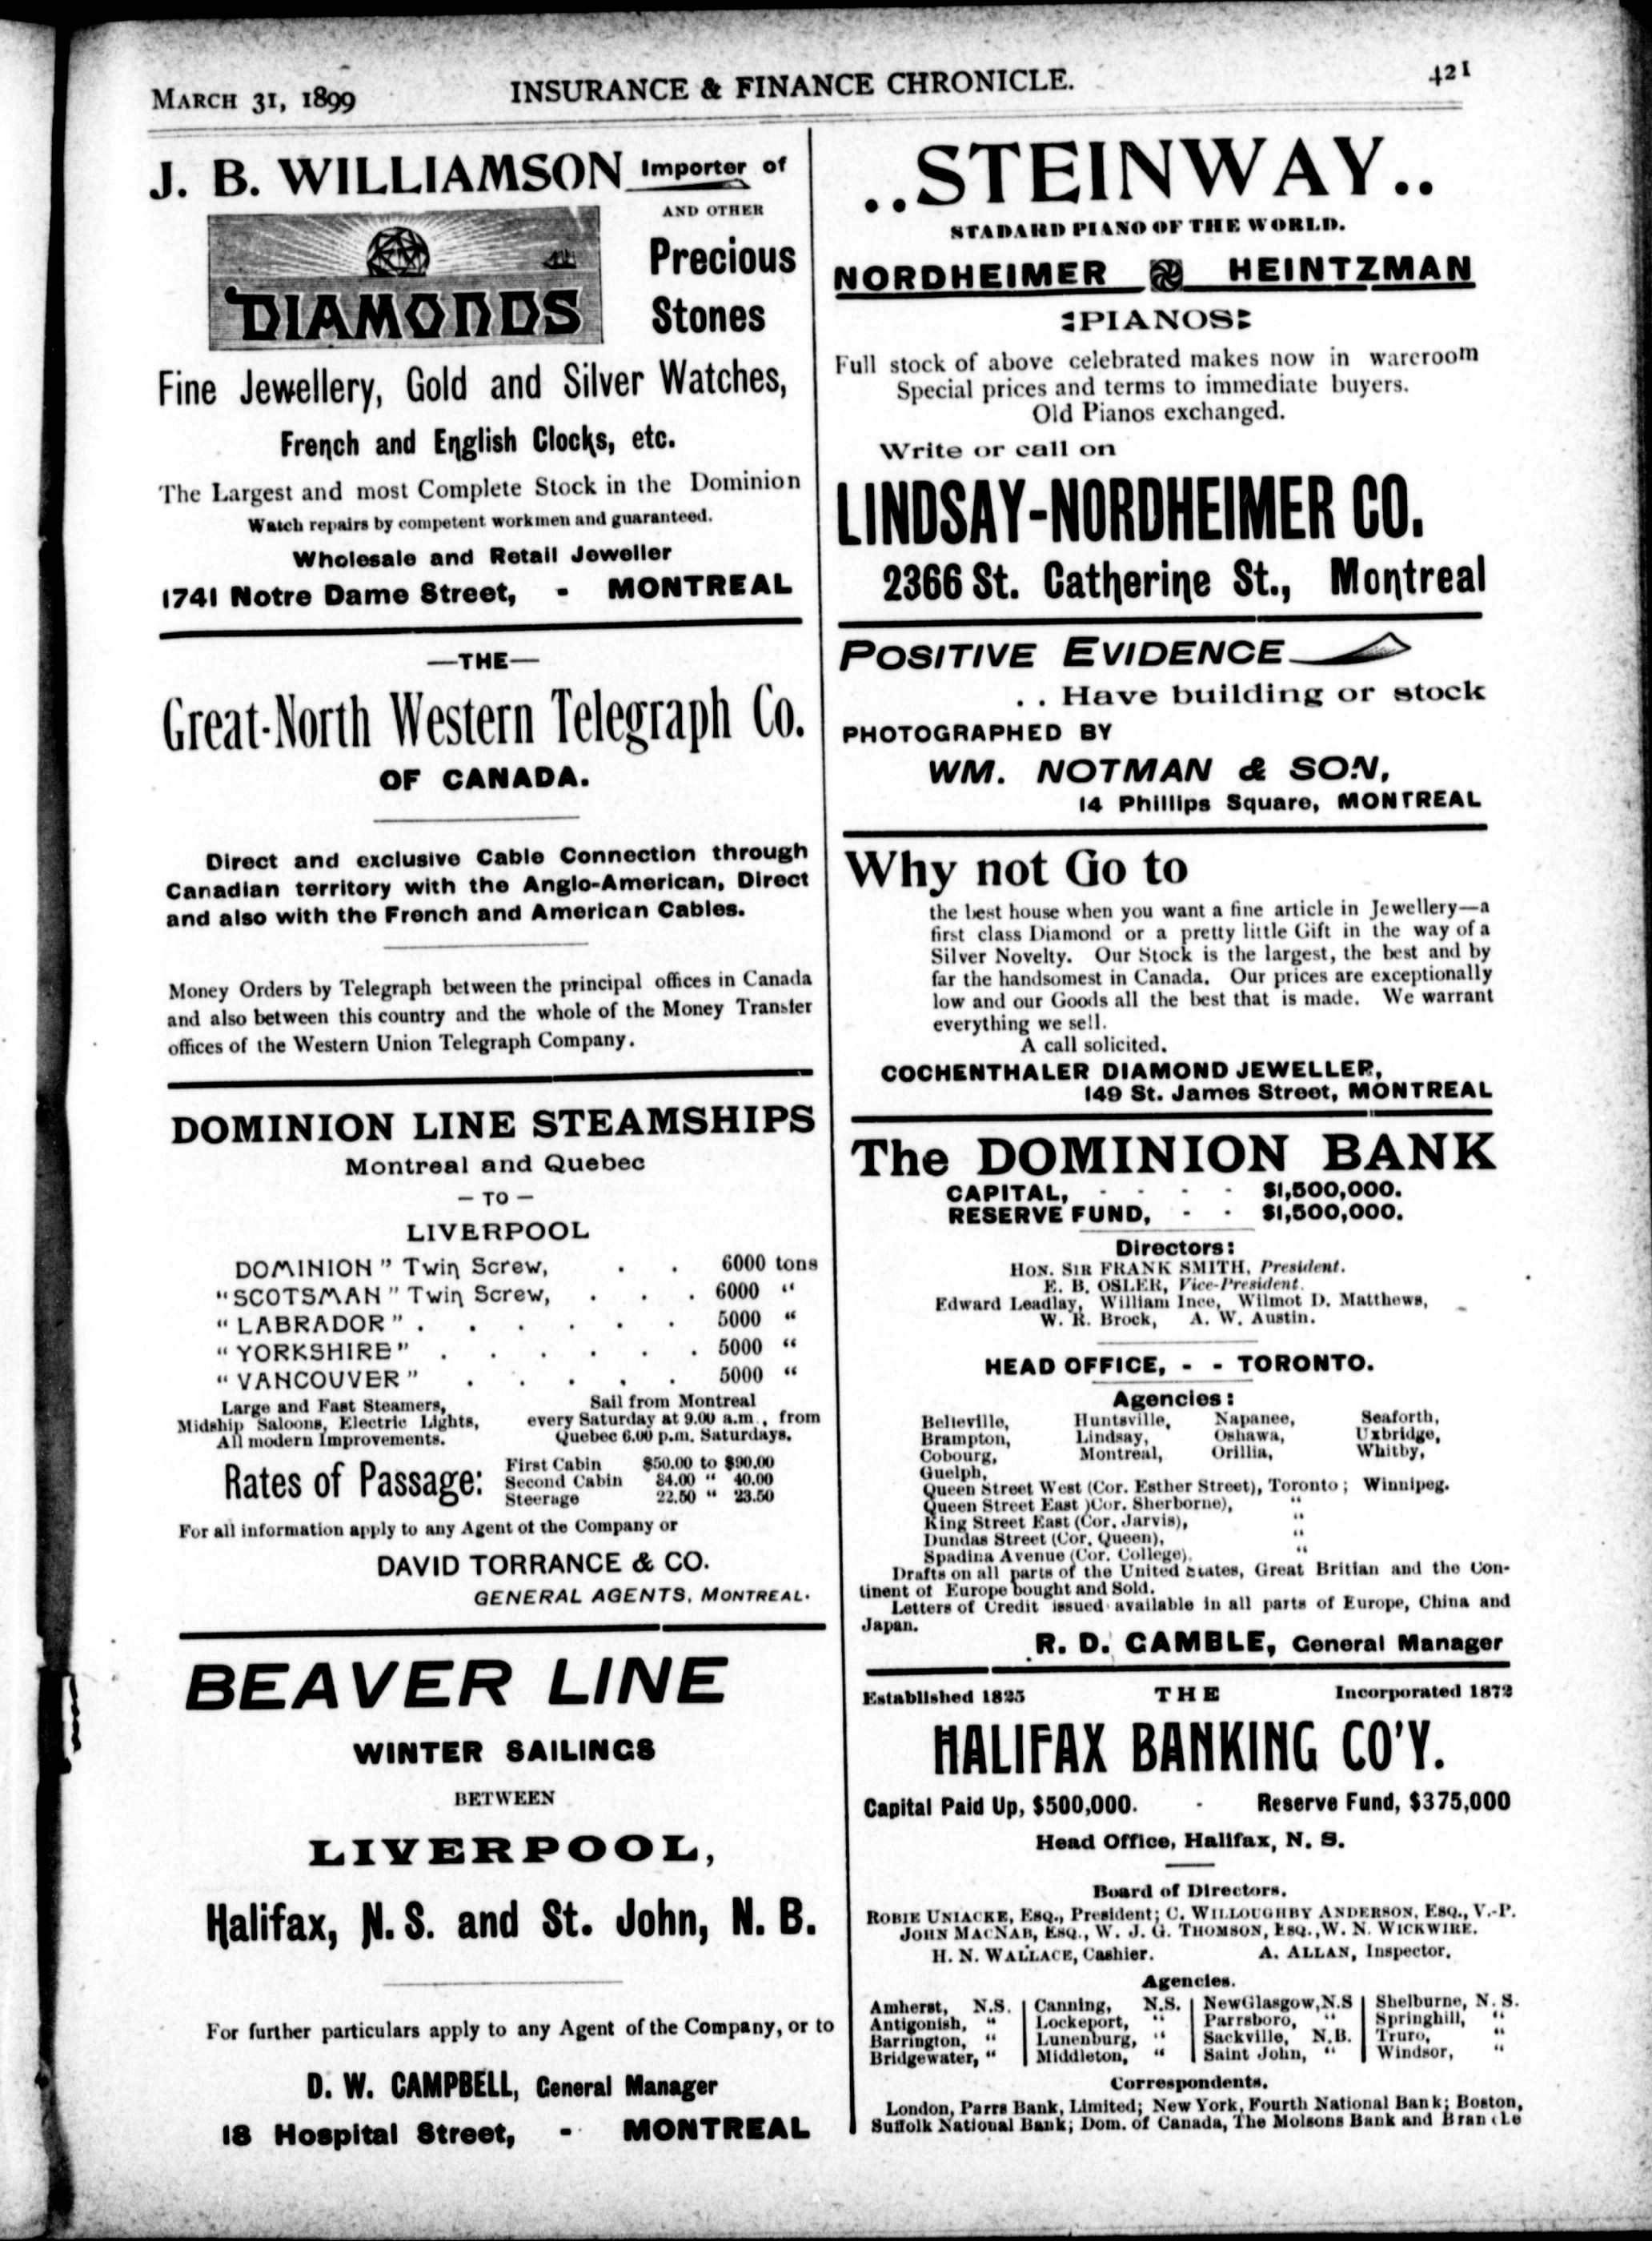 MARCH 31, 1899 INSURANCE & FINANCE CHRONICLE. 421
J. B. WILLIAMSON Importer of
AND OTHER
DIAMONDS
Precious
Stones
Fine Jewellery, Gold and Silver Watches,
French and English Clocks, etc.
The Largest and most Complete Stock in the Dominion
Watch repairs by competent workmen and guaranteed.
Wholesale and Retail Jeweller
1741 Notre Dame Street, - MONTREAL
—THE—
Great-North Western Telegraph Co.
OF CANADA.
Direct and exclusive Cable Connection through
Canadian territory with the Anglo-American, Direct
and also with the French and American Cables.
Money Orders by Telegraph between the principal offices in Canada
and also between this country and the whole of the Money Transfer
offices of the Western Union Telegraph Company.
DOMINION LINE STEAMSHIPS
Montreal and Quebec
— TO —
LIVERPOOL
DOMINION" Twin Screw, . . 6000 tons
"SCOTSMAN" Twin Screw, . . . 6000 "
"LABRADOR" . . . . . . 5000 "
"YORKSHIRE" . . . . . . 5000 "
"VANCOUVER" . . . . . 5000 "
Large and Fast Steamers,
Midship Saloons, Electric Lights,
All modern Improvements.
Sail from Montreal
every Saturday at 9.00 a.m., from
Quebec 6.00 p.m. Saturdays.
Rates of Passage:
First Cabin $50.00 to $90.00
Second Cabin 34.00 " 40.00
Steerage 22.50 " 23.50
For all information apply to any Agent of the Company or
DAVID TORRANCE & CO.
GENERAL AGENTS, MONTREAL.
BEAVER LINE
WINTER SAILINGS
BETWEEN
LIVERPOOL,
Halifax, N. S. and St. John, N. B.
For further particulars apply to any Agent of the Company, or to
D. W. CAMPBELL, General Manager
18 Hospital Street, - MONTREAL
..STEINWAY..
STADARD PIANO OF THE WORLD.
NORDHEIMER HEINTZMAN
PIANOS
Full stock of above celebrated makes now in wareroom
Special prices and terms to immediate buyers.
Old Pianos exchanged.
Write or call on
LINDSAY-NORDHEIMER CO.
2366 St. Catherine St., Montreal
POSITIVE EVIDENCE
. . Have building or stock
PHOTOGRAPHED BY
WM. NOTMAN & SON,
14 Phillips Square, MONTREAL
Why not Go to
the best house when you want a fine article in Jewellery—a
first class Diamond or a pretty little Gift in the way of a
Silver Novelty. Our Stock is the largest, the best and by
far the handsomest in Canada. Our prices are exceptionally
low and our Goods all the best that is made. We warrant
everything we sell.
A call solicited.
COCHENTHALER DIAMOND JEWELLER,
149 St. James Street, MONTREAL
The DOMINION BANK
CAPITAL, - - - - $1,500,000.
RESERVE FUND, - - $1,500,000.
Directors:
HON. SIR FRANK SMITH, President.
E. B. OSLER, Vice-President.
Edward Leadlay, William Ince, Wilmot D. Matthews,
W. R. Brock, A. W. Austin.
HEAD OFFICE, - - TORONTO.
Agencies:
Belleville, Huntsville, Napanee, Seaforth,
Brampton, Lindsay, Oshawa, Uxbridge,
Cobourg, Montreal, Orillia, Whitby,
Guelph,
Queen Street West (Cor. Esther Street), Toronto; Winnipeg.
Queen Street East )Cor. Sherborne), "
King Street East (Cor. Jarvis), "
Dundas Street (Cor. Queen), "
Spadina Avenue (Cor. College), "
Drafts on all parts of the United States, Great Britian and the Con-
tinent of Europe bought and Sold.
Letters of Credit issued available in all parts of Europe, China and
Japan.
R. D. GAMBLE, General Manager
Established 1825 THE Incorporated 1872
HALIFAX BANKING CO'Y.
Capital Paid Up, $500,000. - Reserve Fund, $375,000
Head Office, Halifax, N. S.
Board of Directors.
ROBIE UNIACKE, ESQ., President; C. WILLOUGHBY ANDERSON, ESQ., V.-P.
JOHN MACNAB, ESQ., W. J. G. THOMSON, ESQ., W. N. WICKWIRE.
H. N. WALLACE, Cashier. A. ALLAN, Inspector.
Agencies.
Amherst, N.S. | Canning, N.S. | NewGlasgow, N.S | Shelburne, N. S.
Antigonish, " | Lockeport, " | Parrsboro, " | Springhill, "
Barrington, " | Lunenburg, " | Sackville, N.B. | Truro, "
Bridgewater, " | Middleton, " | Saint John, " | Windsor, "
Correspondents.
London, Parrs Bank, Limited; New York, Fourth National Bank; Boston,
Suffolk National Bank; Dom. of Canada, The Molsons Bank and